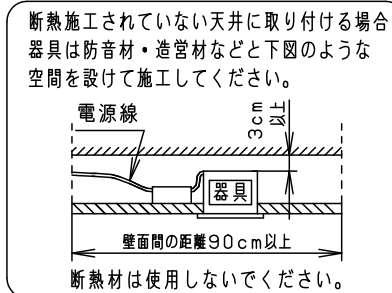 断熱施工されていない天井に取り付ける場合
器具は防音材・造営材などと下図のような
空間を設けて施工してください。
電源線
3cm
以上
器具
壁面間の距離90cm以上
断熱材は使用しないでください。